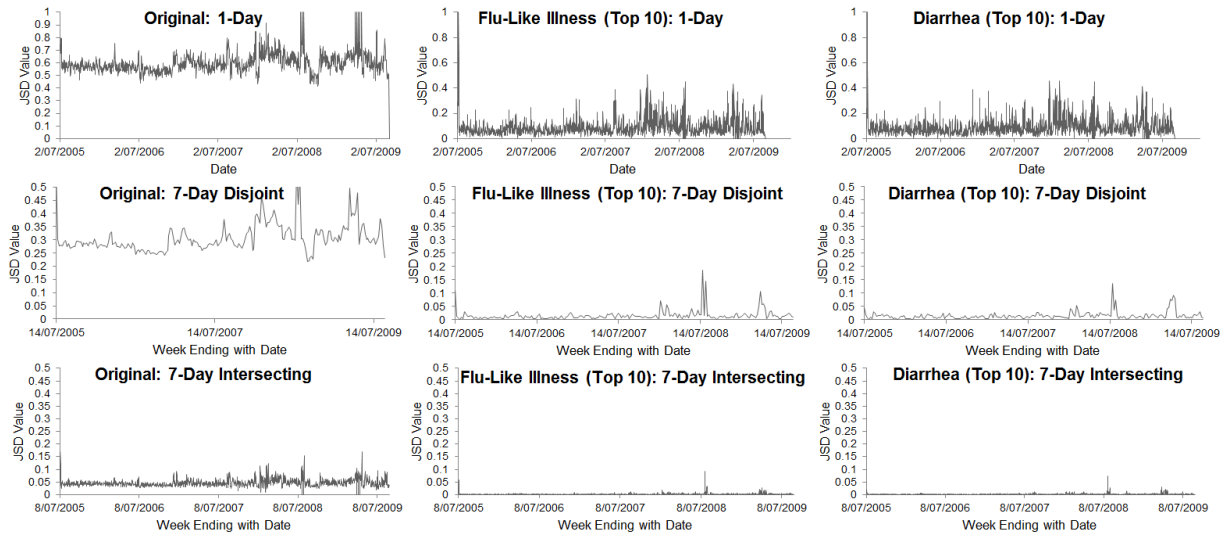 Original: 1-Day
JSD Value
1
0.9
0.8
0.7
0.6
0.5
0.4
0.3
0.2
0.1
0
2/07/2005 2/07/2006 2/07/2007 2/07/2008 2/07/2009
Date
Flu-Like Illness (Top 10): 1-Day
JSD Value
1
0.8
0.6
0.4
0.2
0
2/07/2005 2/07/2006 2/07/2007 2/07/2008 2/07/2009
Date
Diarrhea (Top 10): 1-Day
JSD Value
1
0.8
0.6
0.4
0.2
0
2/07/2005 2/07/2006 2/07/2007 2/07/2008 2/07/2009
Date
Original: 7-Day Disjoint
JSD Value
0.5
0.45
0.4
0.35
0.3
0.25
0.2
0.15
0.1
0.05
0
14/07/2005 14/07/2007 14/07/2009
Week Ending with Date
Flu-Like Illness (Top 10): 7-Day Disjoint
JSD Value
0.5
0.45
0.4
0.35
0.3
0.25
0.2
0.15
0.1
0.05
0
14/07/2005 14/07/2006 14/07/2007 14/07/2008 14/07/2009
Week Ending with Date
Diarrhea (Top 10): 7-Day Disjoint
JSD Value
0.5
0.45
0.4
0.35
0.3
0.25
0.2
0.15
0.1
0.05
0
14/07/2005 14/07/2006 14/07/2007 14/07/2008 14/07/2009
Week Ending with Date
Original: 7-Day Intersecting
JSD Value
0.5
0.45
0.4
0.35
0.3
0.25
0.2
0.15
0.1
0.05
0
8/07/2005 8/07/2006 8/07/2007 8/07/2008 8/07/2009
Week Ending with Date
Flu-Like Illness (Top 10): 7-Day Intersecting
JSD Value
0.5
0.45
0.4
0.35
0.3
0.25
0.2
0.15
0.1
0.05
0
8/07/2005 8/07/2006 8/07/2007 8/07/2008 8/07/2009
Week Ending with Date
Diarrhea (Top 10): 7-Day Intersecting
JSD Value
0.5
0.45
0.4
0.35
0.3
0.25
0.2
0.15
0.1
0.05
0
8/07/2005 8/07/2006 8/07/2007 8/07/2008 8/07/2009
Week Ending with Date